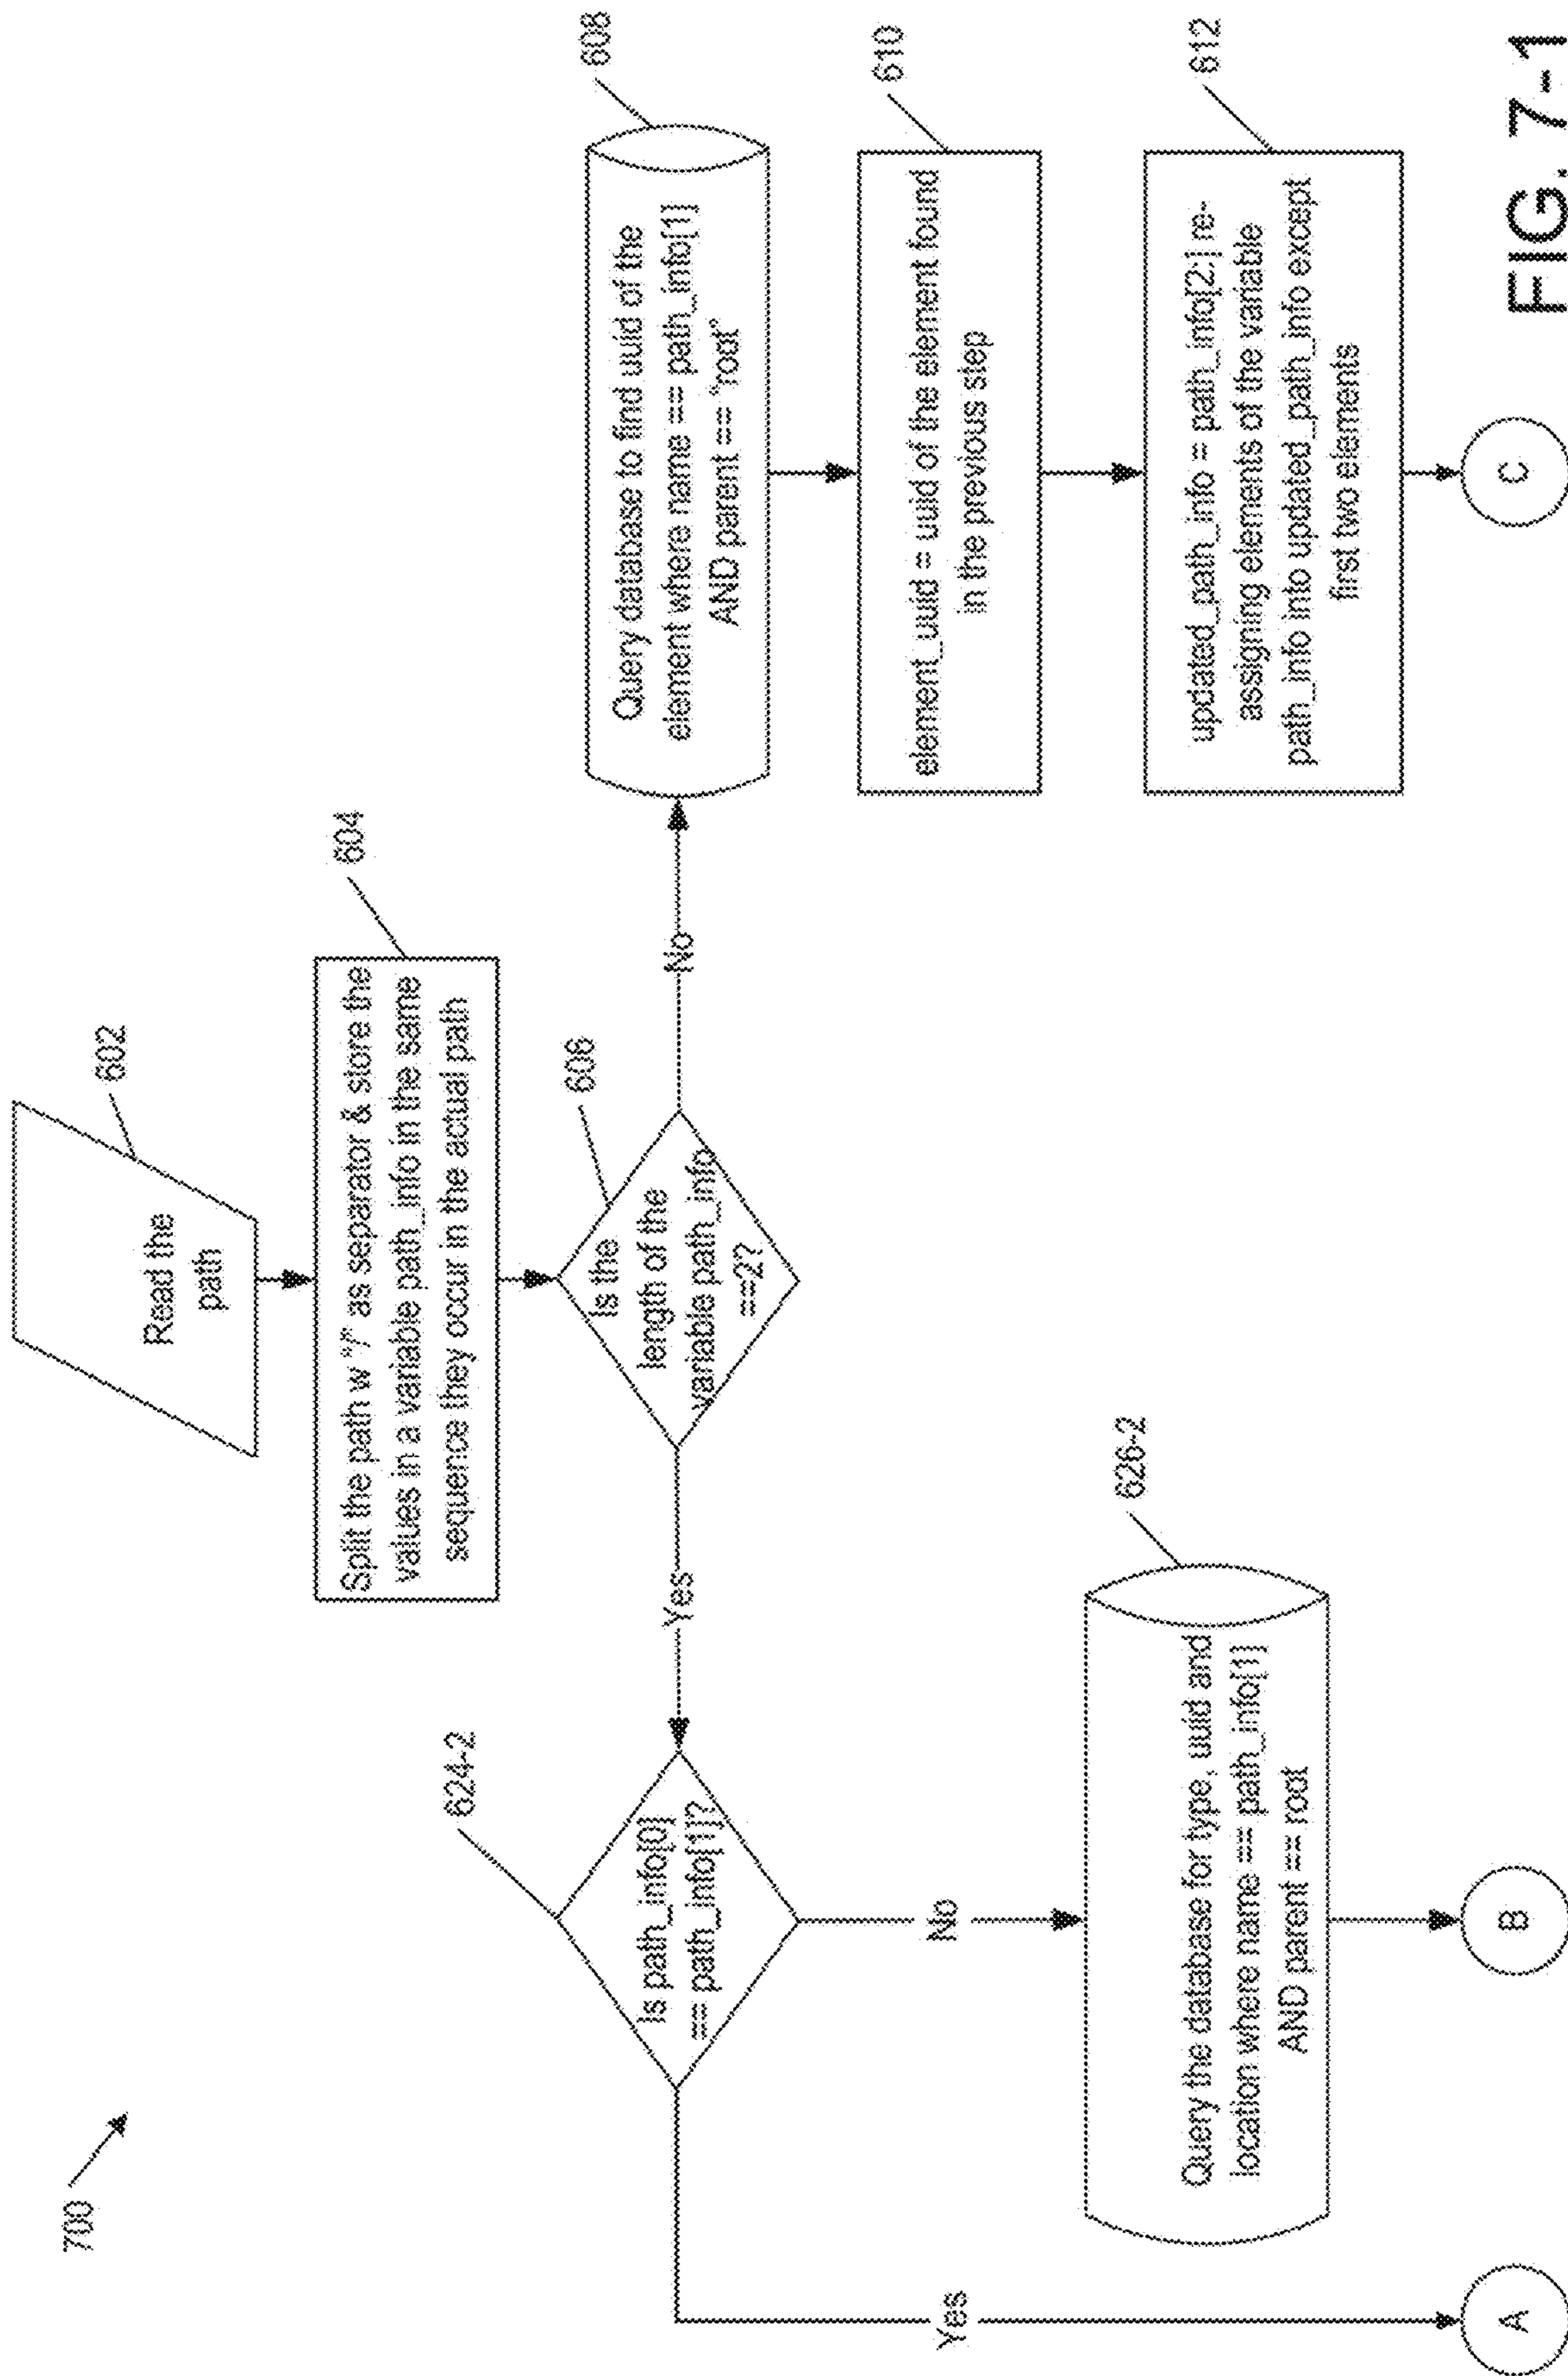 700
Read the
path
602
Split the path w "/" as separator & store the
values in a variable path_info in the same
sequence they occur in the actual path
604
Is the
length of the
variable path_info
==2?
606
Yes
No
Is path_info[0]
== path_info[1]?
624-2
Yes
No
Query the database for type, uuid and
location where name == path_info[1]
AND parent == root
626-2
Query database to find uuid of the
element where name == path_info[1]
AND parent == "root"
608
element_uuid = uuid of the element found
in the previous step
610
updated_path_info = path_info[2:] re-
assigning elements of the variable
path_info into updated_path_info except
first two elements
612
A
B
C
FIG. 7-1